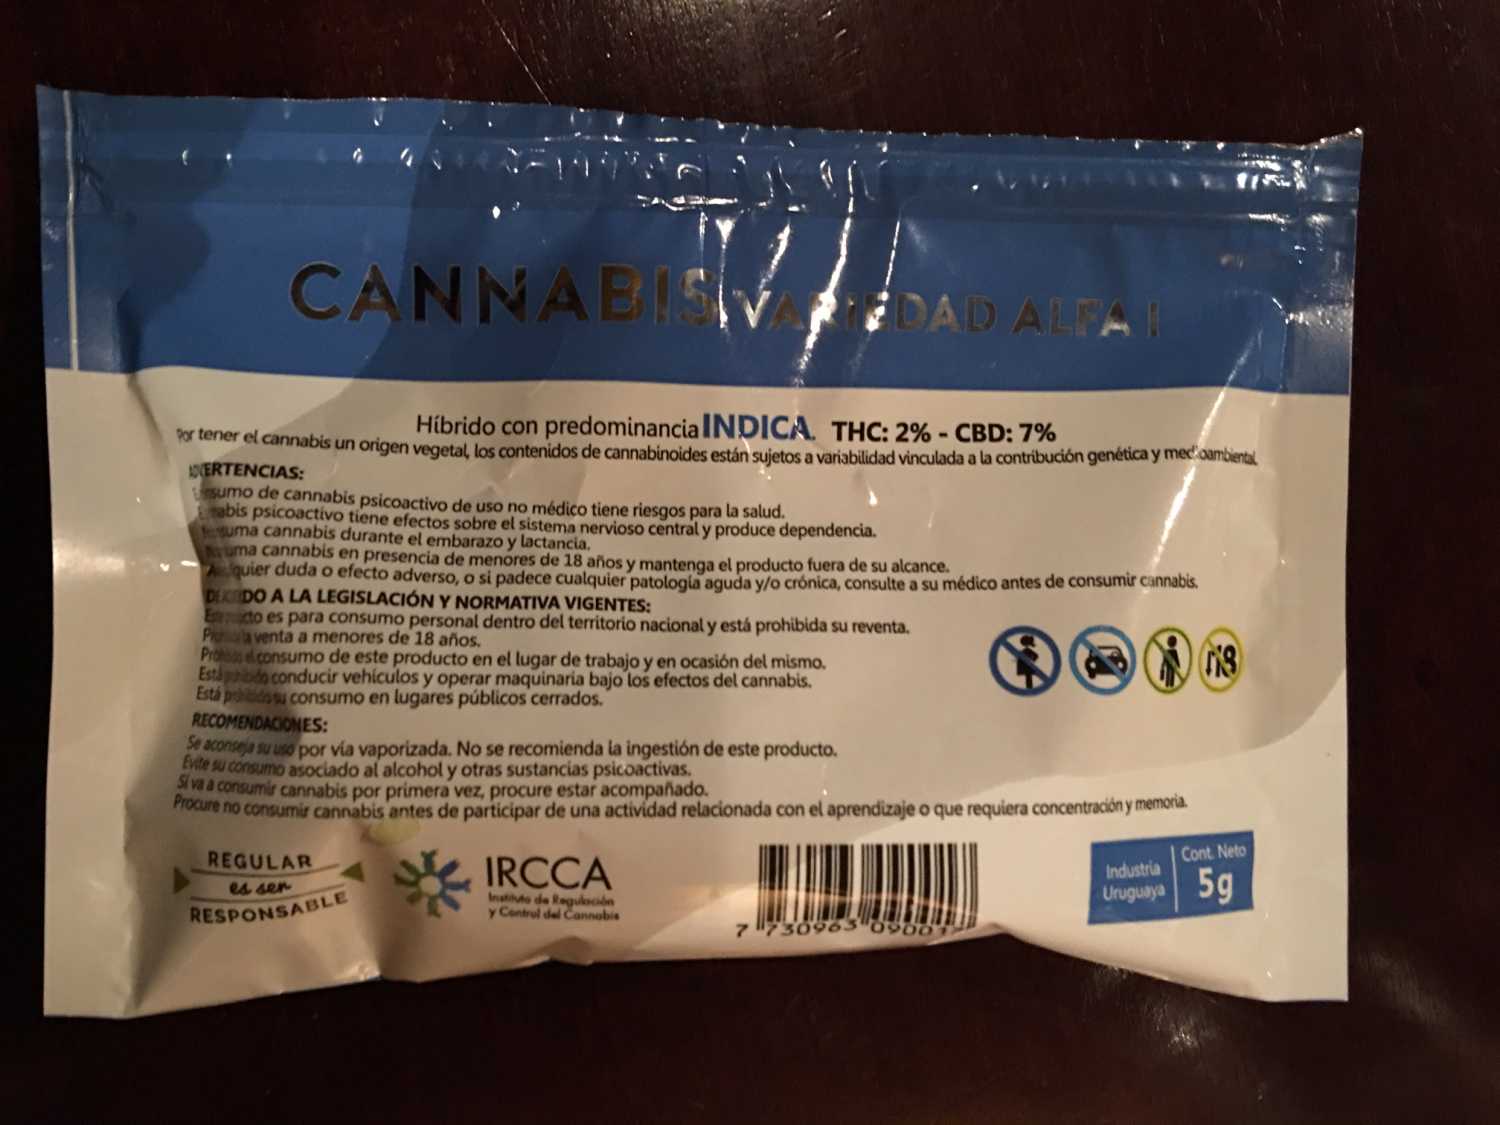 CANNABIS VARIEDAD ALFA I
Híbrido con predominancia INDICA. THC: 2% - CBD: 7%
Por tener el cannabis un origen vegetal, los contenidos de cannabinoides están sujetos a variabilidad vinculada a la contribución genética y medioambiental.
ADVERTENCIAS:
consumo de cannabis psicoactivo de uso no médico tiene riesgos para la salud.
cannabis psicoactivo tiene efectos sobre el sistema nervioso central y produce dependencia.
consuma cannabis durante el embarazo y lactancia.
consuma cannabis en presencia de menores de 18 años y mantenga el producto fuera de su alcance.
cualquier duda o efecto adverso, o si padece cualquier patología aguda y/o crónica, consulte a su médico antes de consumir cannabis.
A LA LEGISLACIÓN Y NORMATIVA VIGENTES:
es para consumo personal dentro del territorio nacional y está prohibida su reventa.
la venta a menores de 18 años.
el consumo de este producto en el lugar de trabajo y en ocasión del mismo.
Está prohibido conducir vehículos y operar maquinaria bajo los efectos del cannabis.
Está prohibido su consumo en lugares públicos cerrados.
RECOMENDACIONES:
Se aconseja su uso por vía vaporizada. No se recomienda la ingestión de este producto.
Evite su consumo asociado al alcohol y otras sustancias psicoactivas.
Si va a consumir cannabis por primera vez, procure estar acompañado.
Procure no consumir cannabis antes de participar de una actividad relacionada con el aprendizaje o que requiera concentración y memoria.
REGULAR
es ser
RESPONSABLE
IRCCA
Instituto de Regulación
y Control del Cannabis
7 730963
Industria
Uruguaya
Cont. Neto
5g